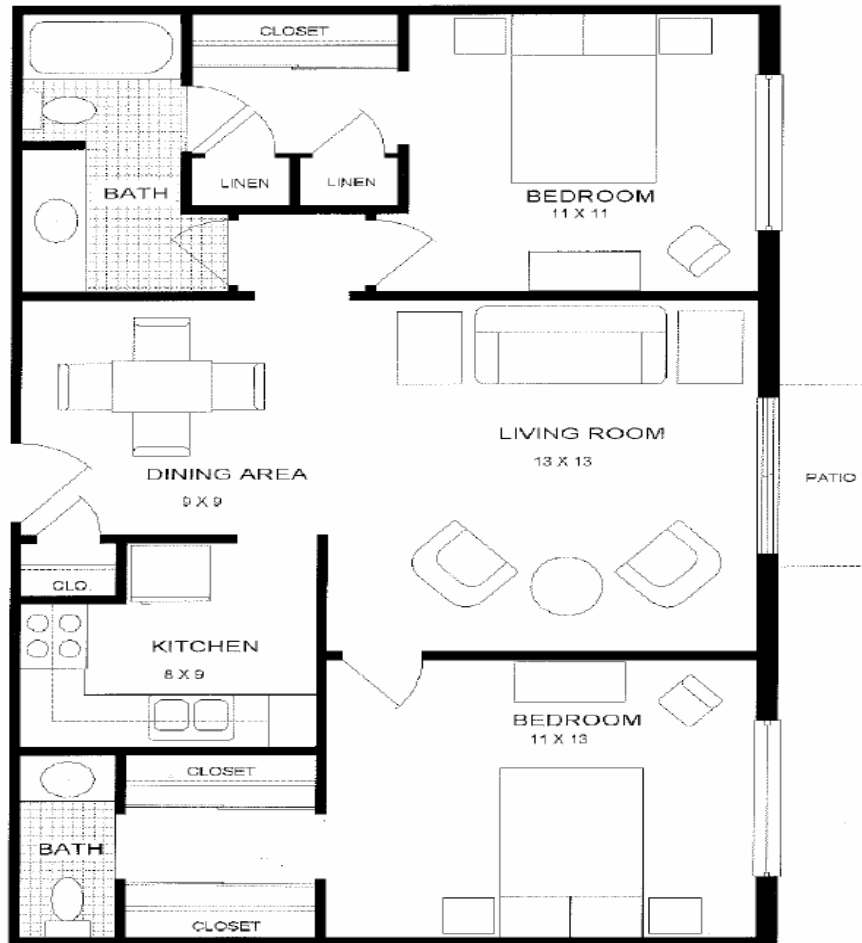 CLOSET
LINEN
LINEN
BATH
BEDROOM
11 X 11
LIVING ROOM
13 X 13
DINING AREA
9 X 9
PATIO
CLO.
KITCHEN
8 X 9
BEDROOM
11 X 13
CLOSET
BATH
CLOSET